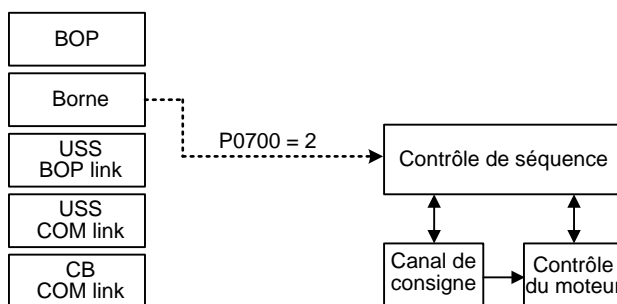 BOP
Borne
P0700 = 2
USS
BOP link
Contrôle de séquence
USS
COM link
CB
COM link
Canal de
consigne
Contrôle
du moteur